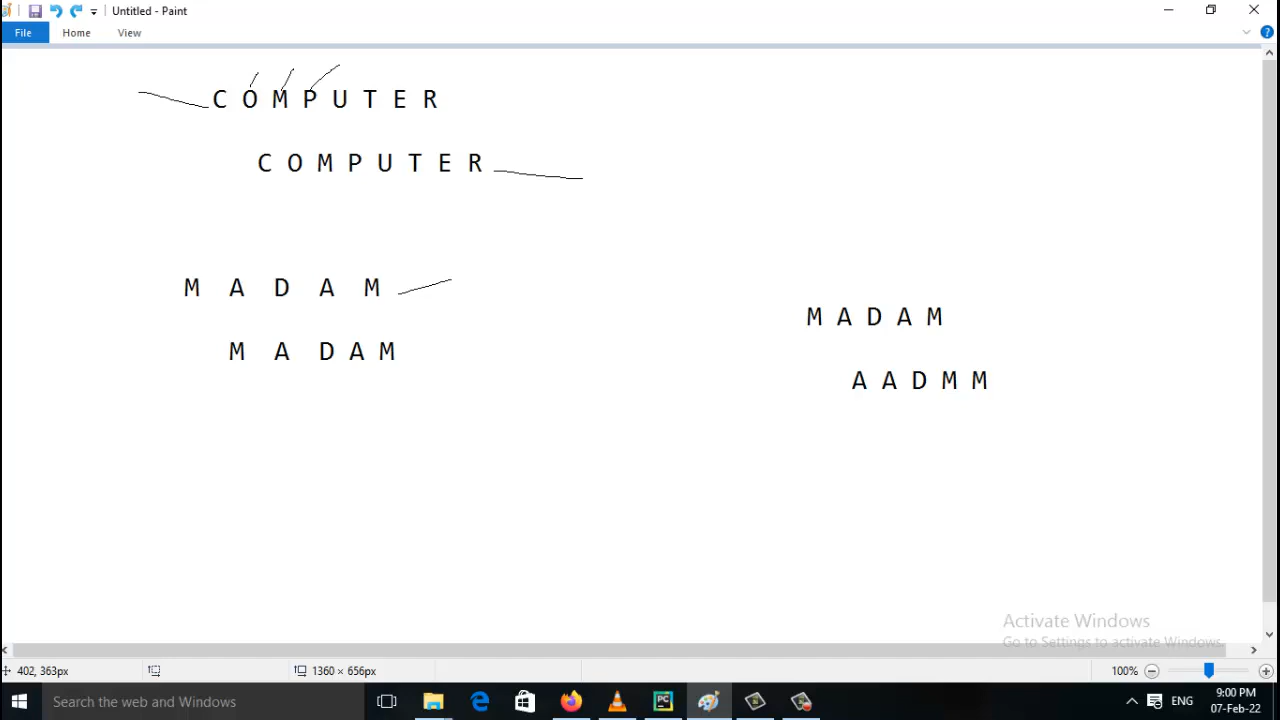 Untitled - Paint
File Home View
C O M P U T E R
C O M P U T E R
M A D A M
M A D A M
M A D A M
A A D M M
Activate Windows
Go to Settings to activate Windows.
402, 363px 1360 × 656px 100%
Search the web and Windows
PC
ENG
9:00 PM
07-Feb-22